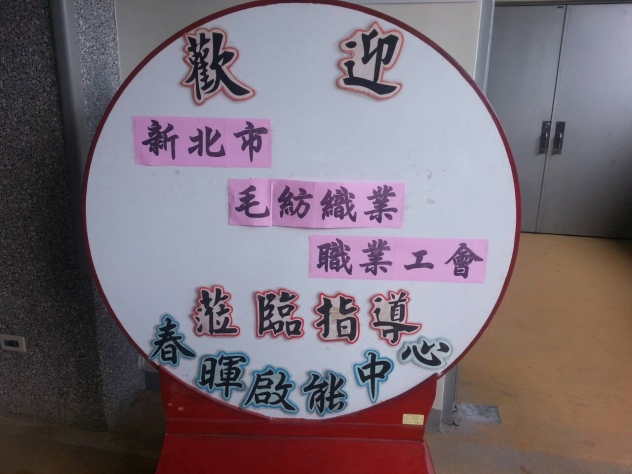 歡迎
新北市
毛紡織業
職業工會
蒞臨指導
春暉啟能中心